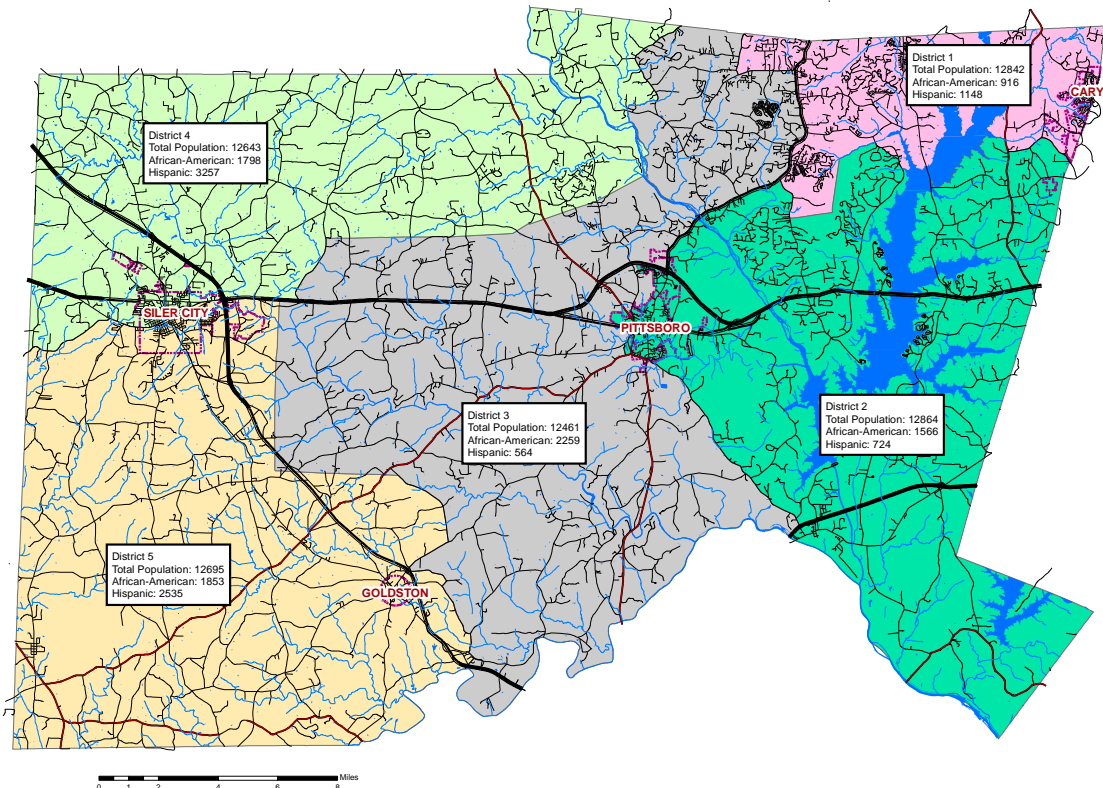 District 1
Total Population: 12842
African-American: 916
Hispanic: 1148
CARY
District 4
Total Population: 12643
African-American: 1798
Hispanic: 3257
SILER CITY
PITTSBORO
District 3
Total Population: 12461
African-American: 2259
Hispanic: 564
District 2
Total Population: 12864
African-American: 1566
Hispanic: 724
District 5
Total Population: 12695
African-American: 1853
Hispanic: 2535
GOLDSTON
Miles
0 1 2 4 6 8